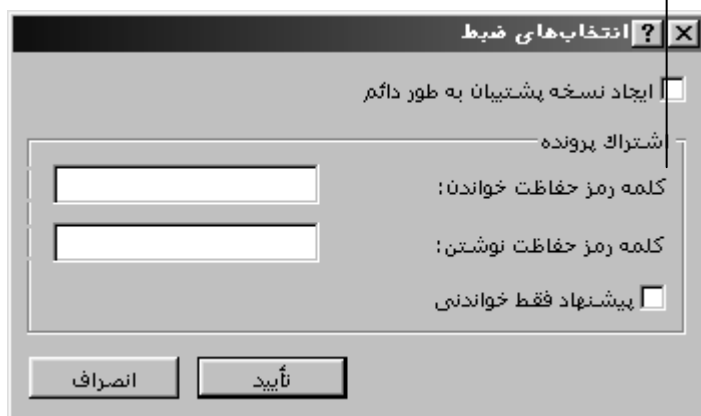 انتخاب‌های ضبط
ایجاد نسخه پشتیبان به طور دائم
اشتراك پرونده
کلمه رمز حفاظت خواندن:
کلمه رمز حفاظت نوشتن:
پیشنهاد فقط خواندنی
تأیید
انصراف